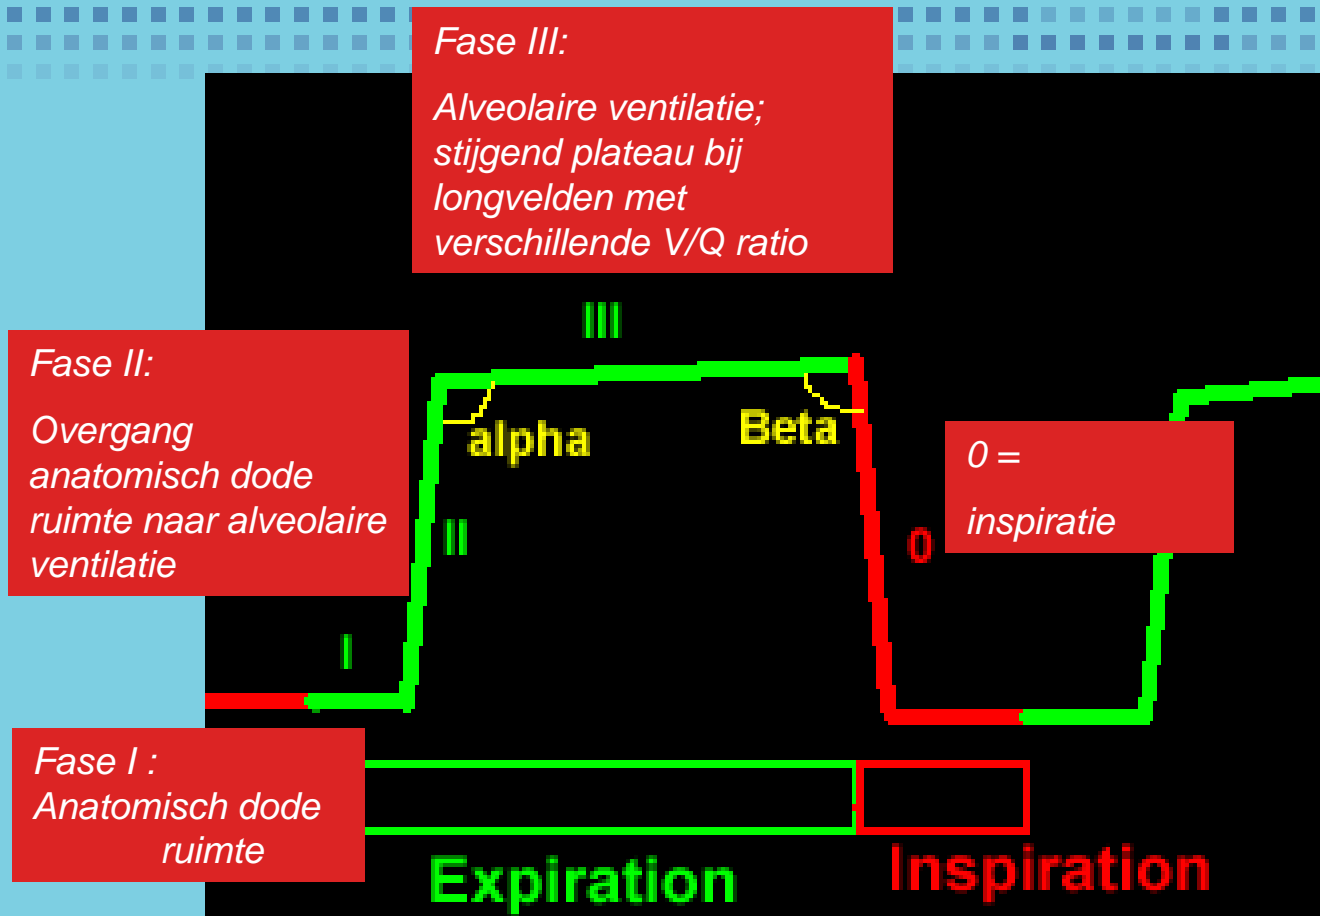 Fase III:
Alveolaire ventilatie;
stijgend plateau bij
longvelden met
verschillende V/Q ratio
III
Fase II:
Overgang
anatomisch dode
ruimte naar alveolaire
ventilatie
alpha
Beta
0 =
inspiratie
II
0
I
Fase I :
Anatomisch dode
ruimte
Expiration
Inspiration